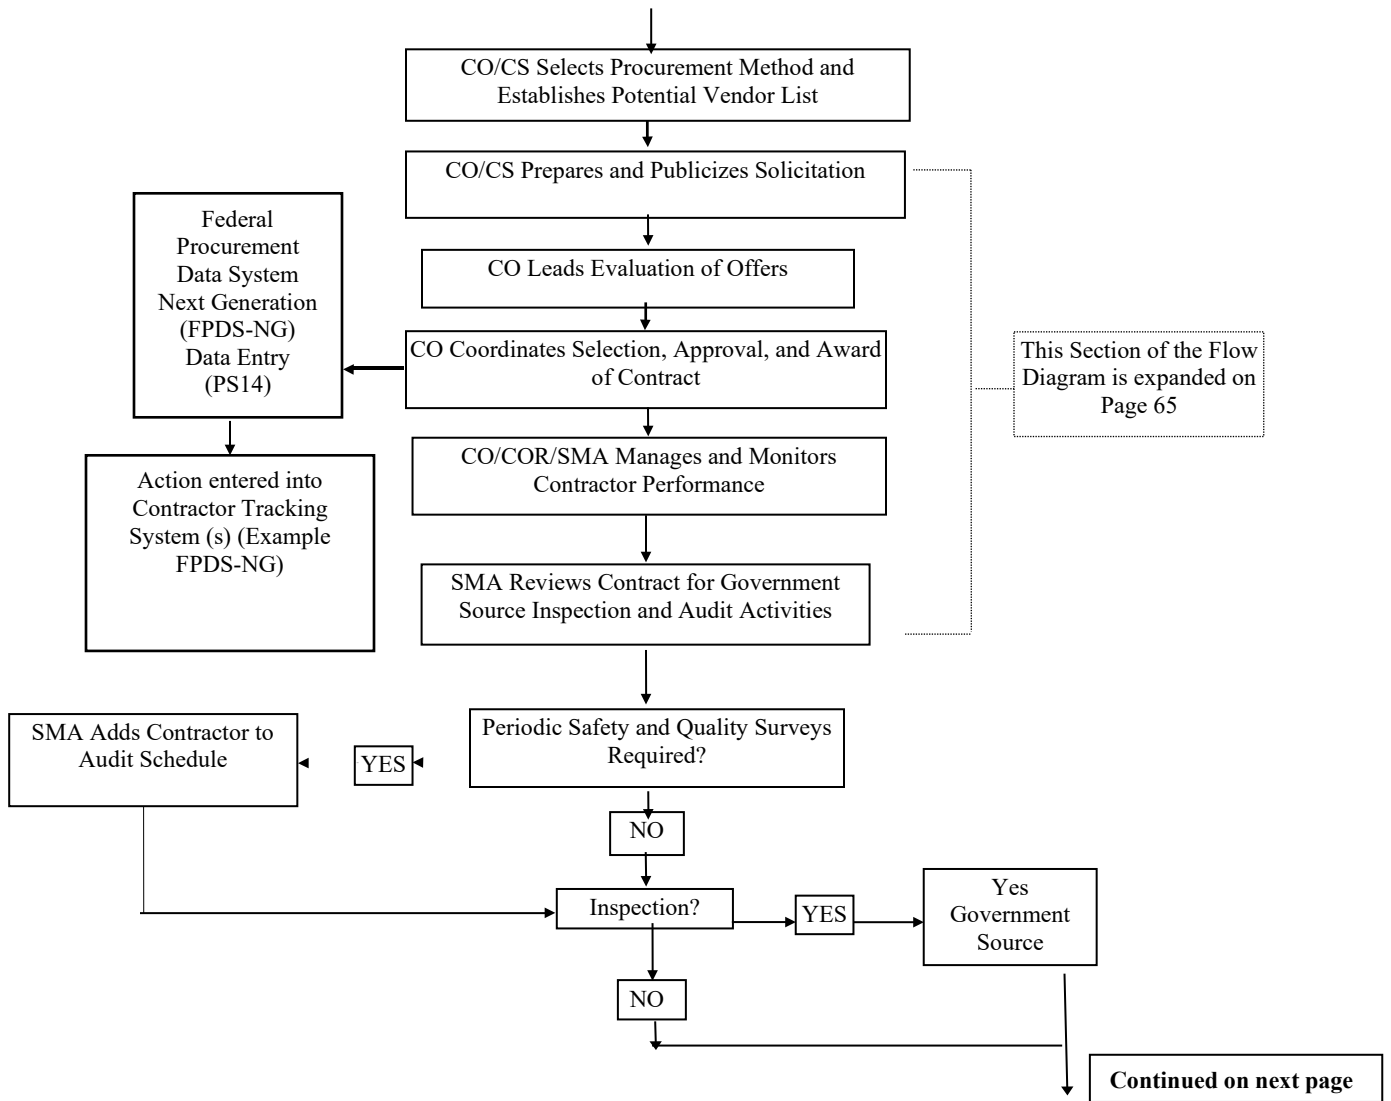 CO/CS Selects Procurement Method and
Establishes Potential Vendor List
CO/CS Prepares and Publicizes Solicitation
Federal
Procurement
Data System
Next Generation
(FPDS-NG)
Data Entry
(PS14)
CO Leads Evaluation of Offers
CO Coordinates Selection, Approval, and Award
of Contract
This Section of the Flow
Diagram is expanded on
Page 65
CO/COR/SMA Manages and Monitors
Contractor Performance
Action entered into
Contractor Tracking
System (s) (Example
FPDS-NG)
SMA Reviews Contract for Government
Source Inspection and Audit Activities
Periodic Safety and Quality Surveys
Required?
YES
SMA Adds Contractor to
Audit Schedule
NO
Inspection?
YES
Yes
Government
Source
NO
Continued on next page